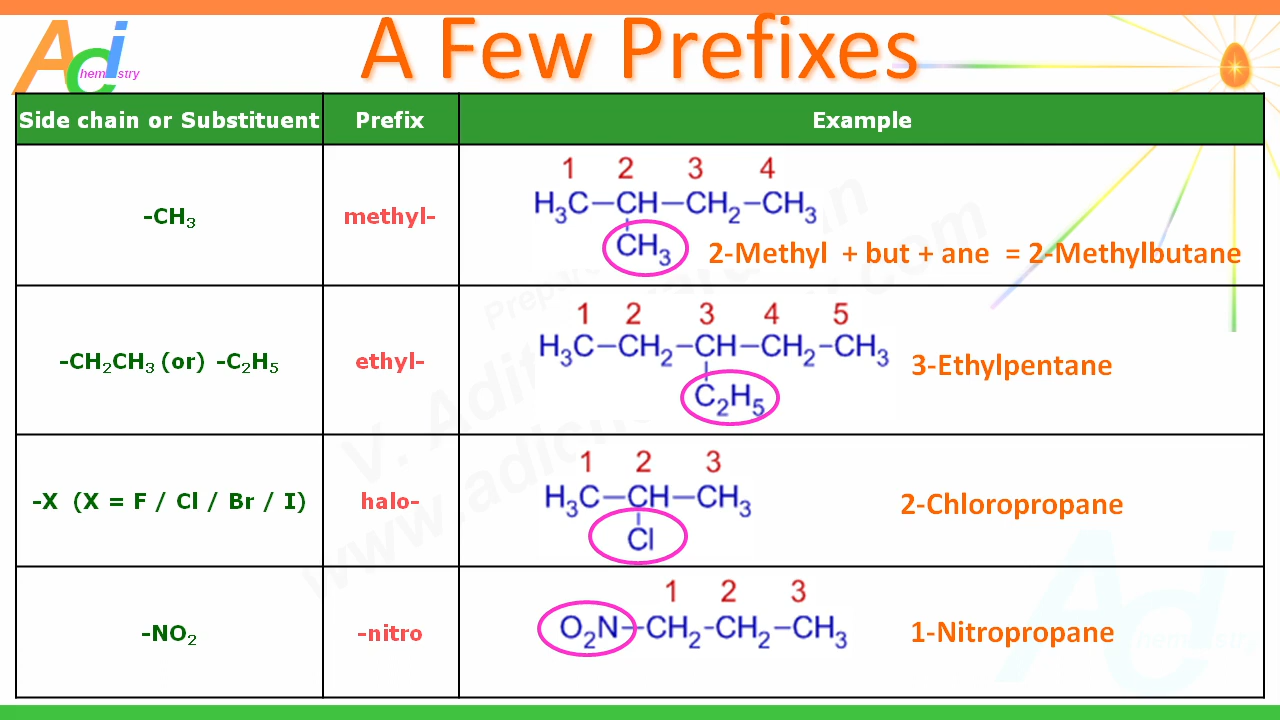 Adi
hemistry
A Few Prefixes
Side chain or Substituent Prefix Example
-CH₃ methyl-
1 2 3 4
H₃C–CH–CH₂–CH₃
CH₃
2-Methyl + but + ane = 2-Methylbutane
-CH₂CH₃ (or) -C₂H₅ ethyl-
1 2 3 4 5
H₃C–CH₂–CH–CH₂–CH₃
C₂H₅
3-Ethylpentane
-X (X = F / Cl / Br / I) halo-
1 2 3
H₃C–CH–CH₃
Cl
2-Chloropropane
-NO₂ -nitro
1 2 3
O₂N–CH₂-CH₂–CH₃
1-Nitropropane